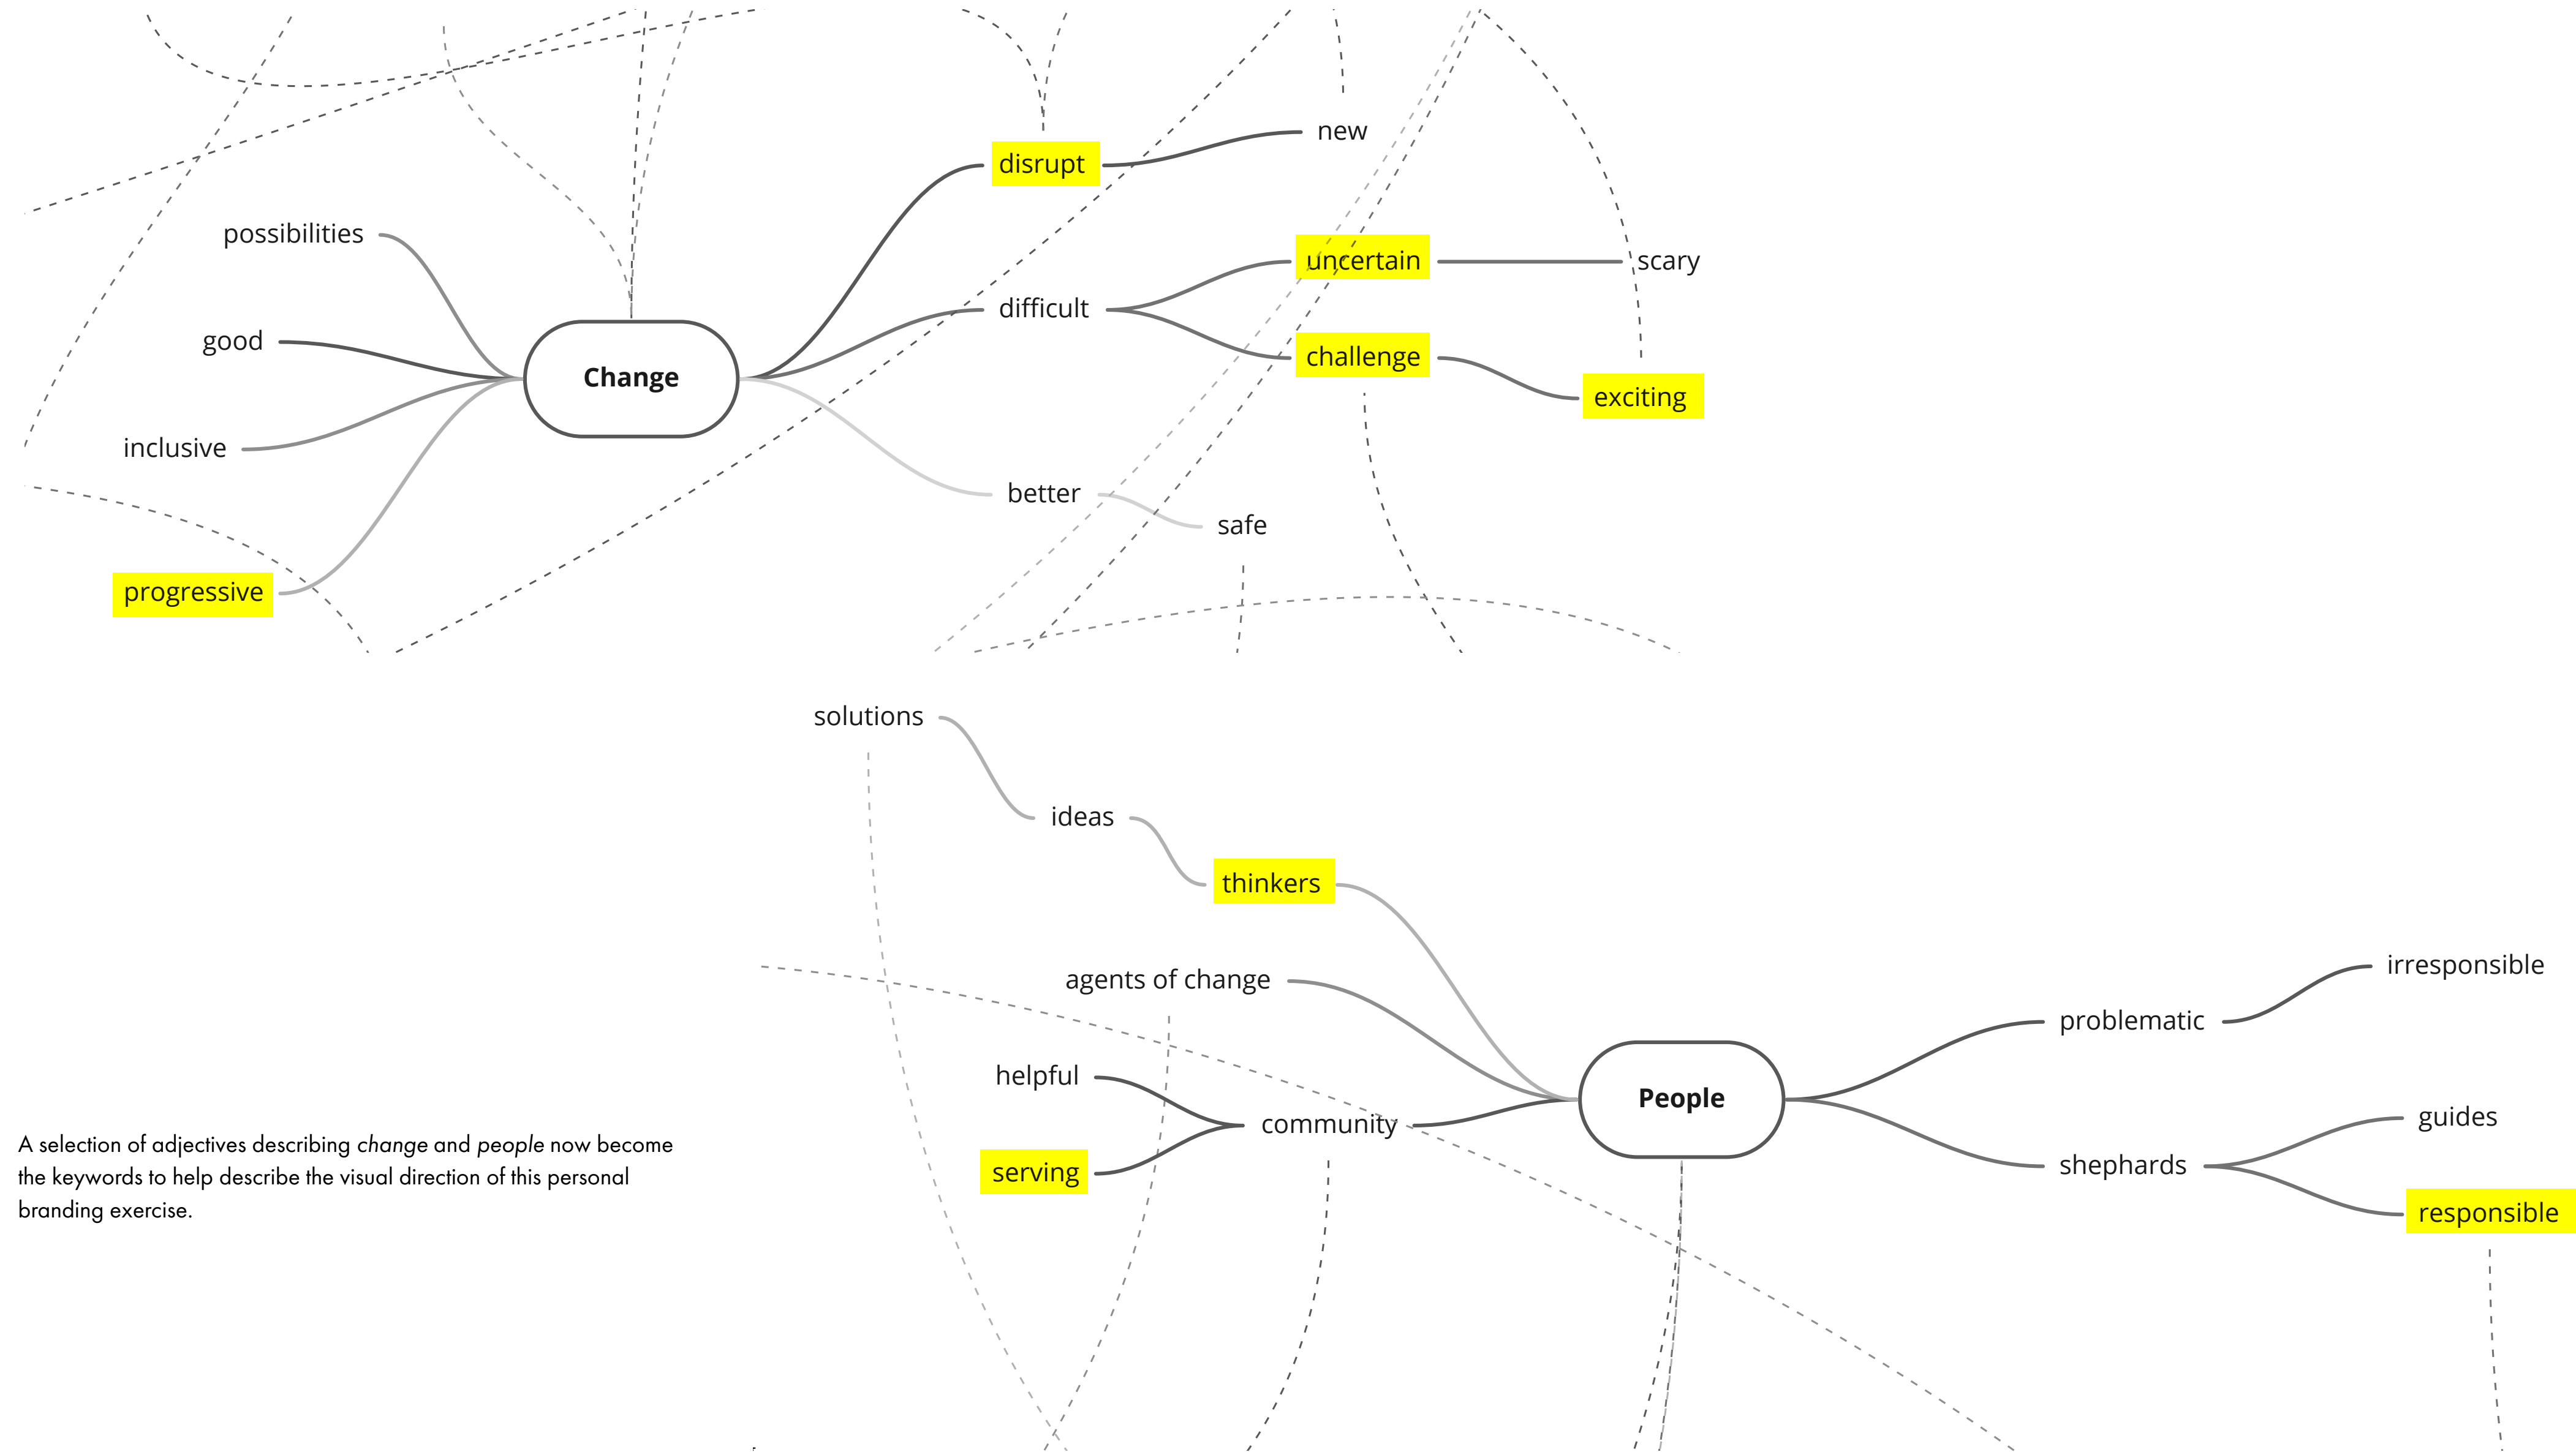 new
disrupt
possibilities
uncertain
scary
difficult
good
challenge
Change
exciting
inclusive
better
safe
progressive
solutions
ideas
thinkers
irresponsible
agents of change
problematic
helpful
People
guides
community
shephards
serving
responsible
A selection of adjectives describing change and people now become
the keywords to help describe the visual direction of this personal
branding exercise.